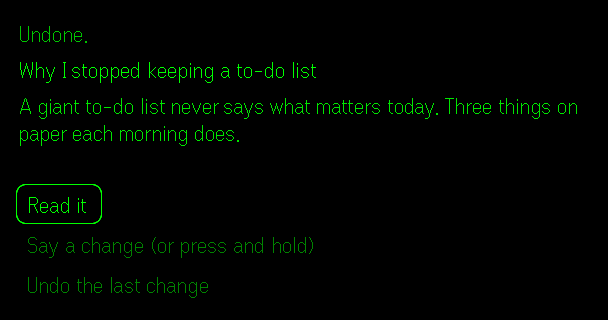 Undone.
Why I stopped keeping a to-do list
A giant to-do list never says what matters today. Three things on
paper each morning does.
Read it
Say a change (or press and hold)
Undo the last change